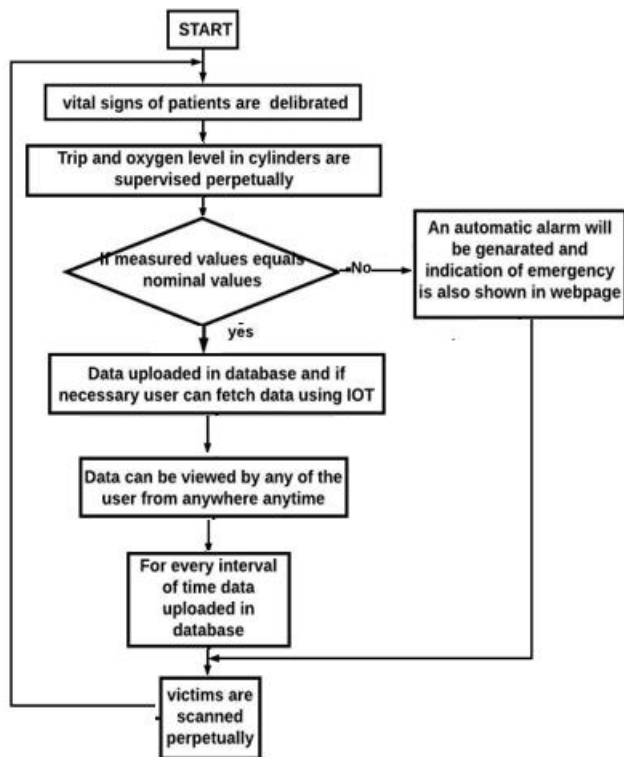 START
vital signs of patients are delibrated
Trip and oxygen level in cylinders are
supervised perpetually
If measured values equals
nominal values
No
An automatic alarm will
be genarated and
indication of emergency
is also shown in webpage
yes
Data uploaded in database and if
necessary user can fetch data using IOT
Data can be viewed by any of the
user from anywhere anytime
For every interval
of time data
uploaded in
database
victims are
scanned
perpetually